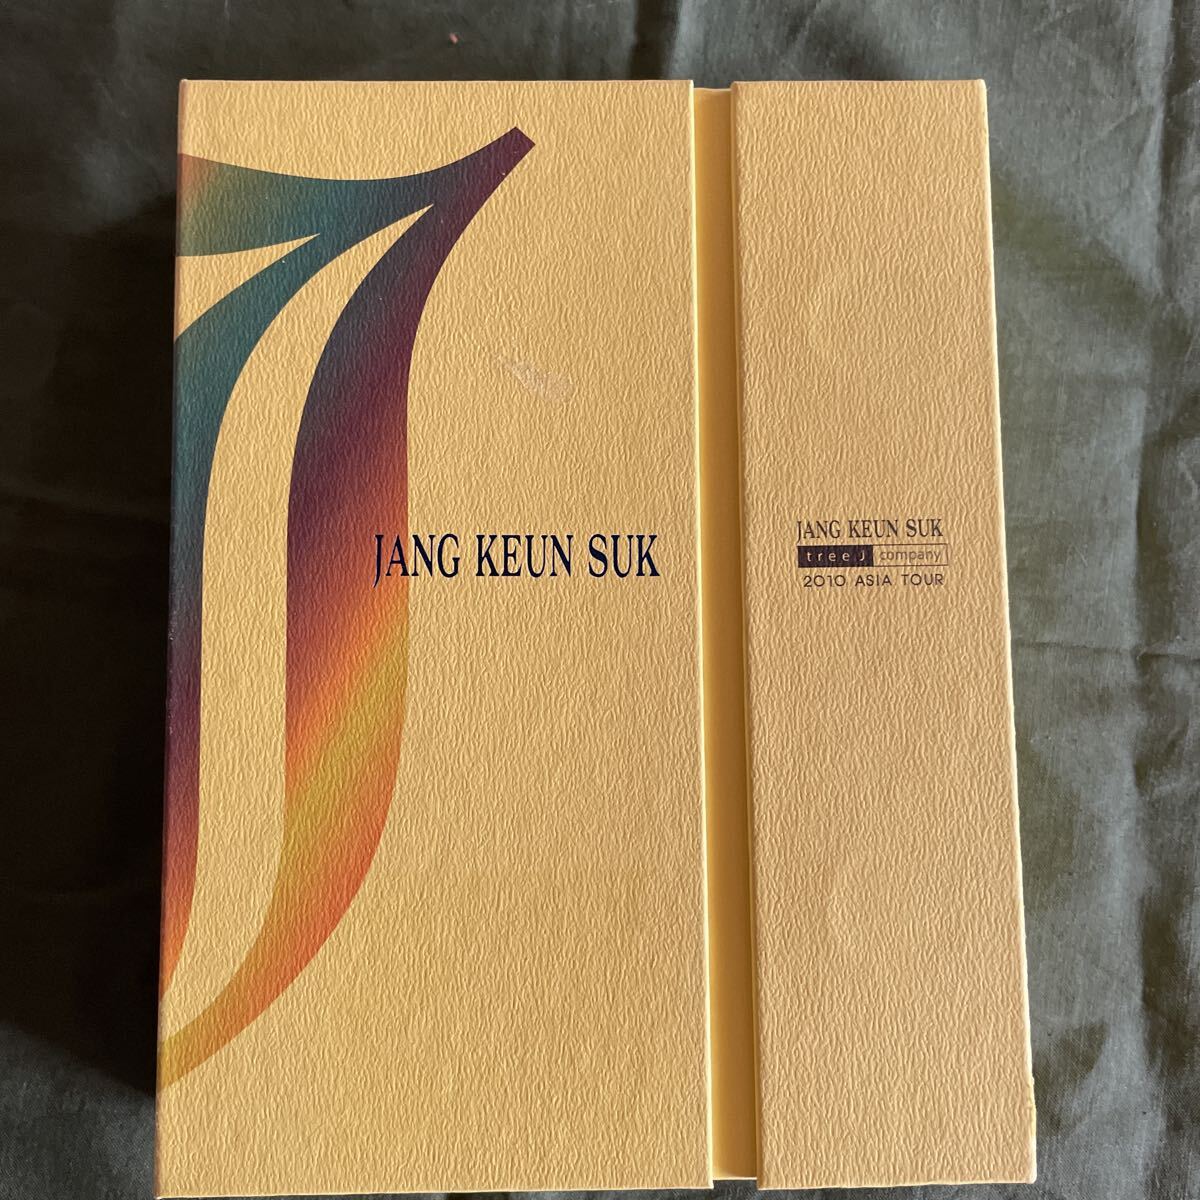 JANG KEUN SUK
JANG KEUN SUK
tree J company
2010 ASIA TOUR